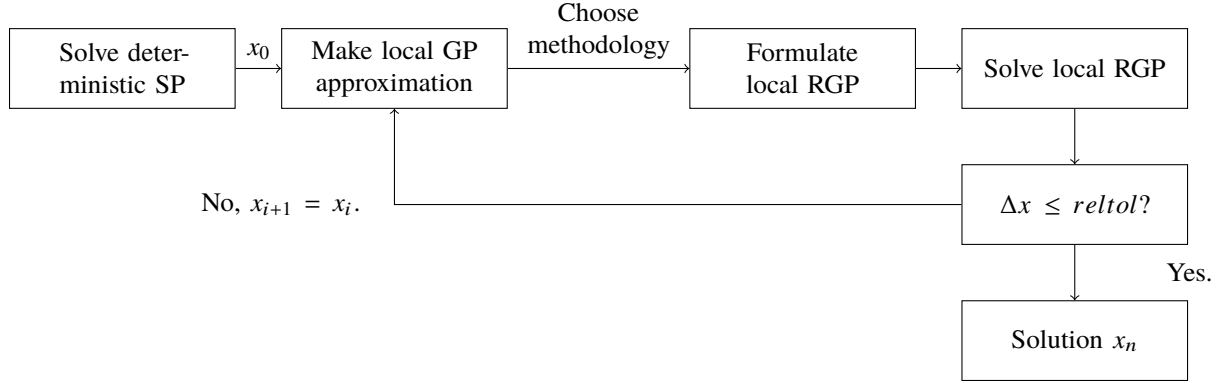 Solve deter-
ministic SP
x₀
Make local GP
approximation
Choose
methodology
Formulate
local RGP
Solve local RGP
Δx ≤ reltol?
No, xᵢ₊₁ = xᵢ.
Yes.
Solution xₙ